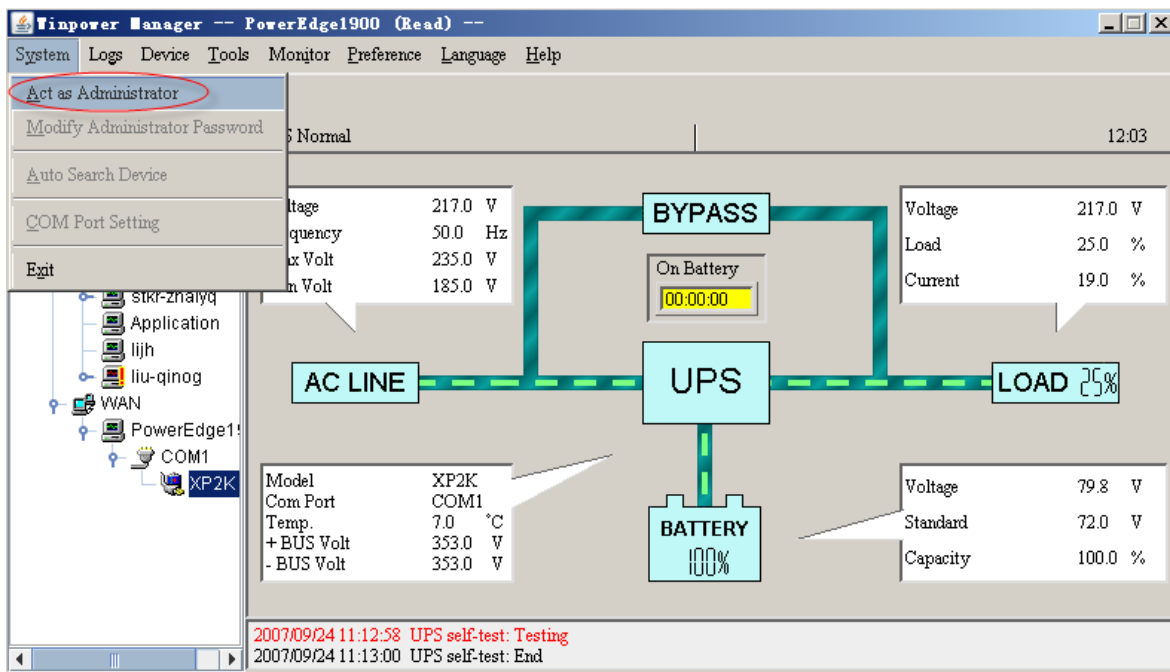 Winpower Manager -- PowerEdge1900 (Read) --
System Logs Device Tools Monitor Preference Language Help
Act as Administrator
Modify Administrator Password
Auto Search Device
COM Port Setting
Exit
Normal 12:03
217.0 V
50.0 Hz
Volt 235.0 V
Volt 185.0 V
BYPASS
On Battery
00:00:00
Voltage 217.0 V
Load 25.0 %
Current 19.0 %
stkr-zhaiyq
Application
lijh
liu-qinog
WAN
PowerEdge1
COM1
XP2K
AC LINE
UPS
LOAD 25%
Model XP2K
Com Port COM1
Temp. 7.0 °C
+ BUS Volt 353.0 V
- BUS Volt 353.0 V
BATTERY
100%
Voltage 79.8 V
Standard 72.0 V
Capacity 100.0 %
2007/09/24 11:12:58 UPS self-test: Testing
2007/09/24 11:13:00 UPS self-test: End